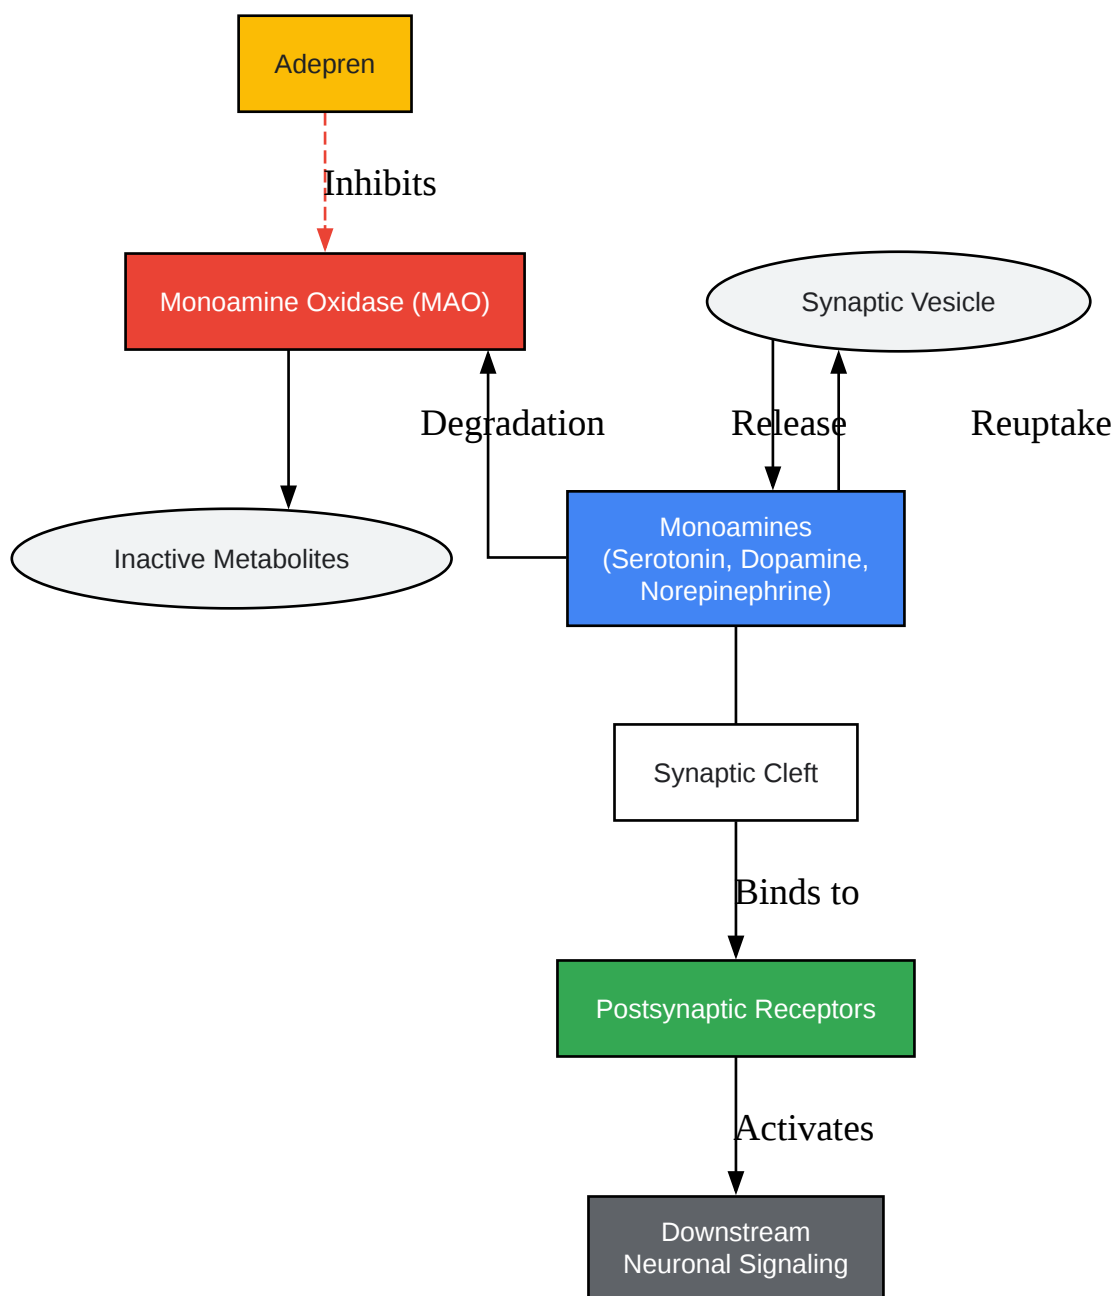 Adepren
Inhibits
Monoamine Oxidase (MAO)
Synaptic Vesicle
Degradation
Release
Reuptake
Inactive Metabolites
Monoamines
(Serotonin, Dopamine,
Norepinephrine)
Synaptic Cleft
Binds to
Postsynaptic Receptors
Activates
Downstream
Neuronal Signaling